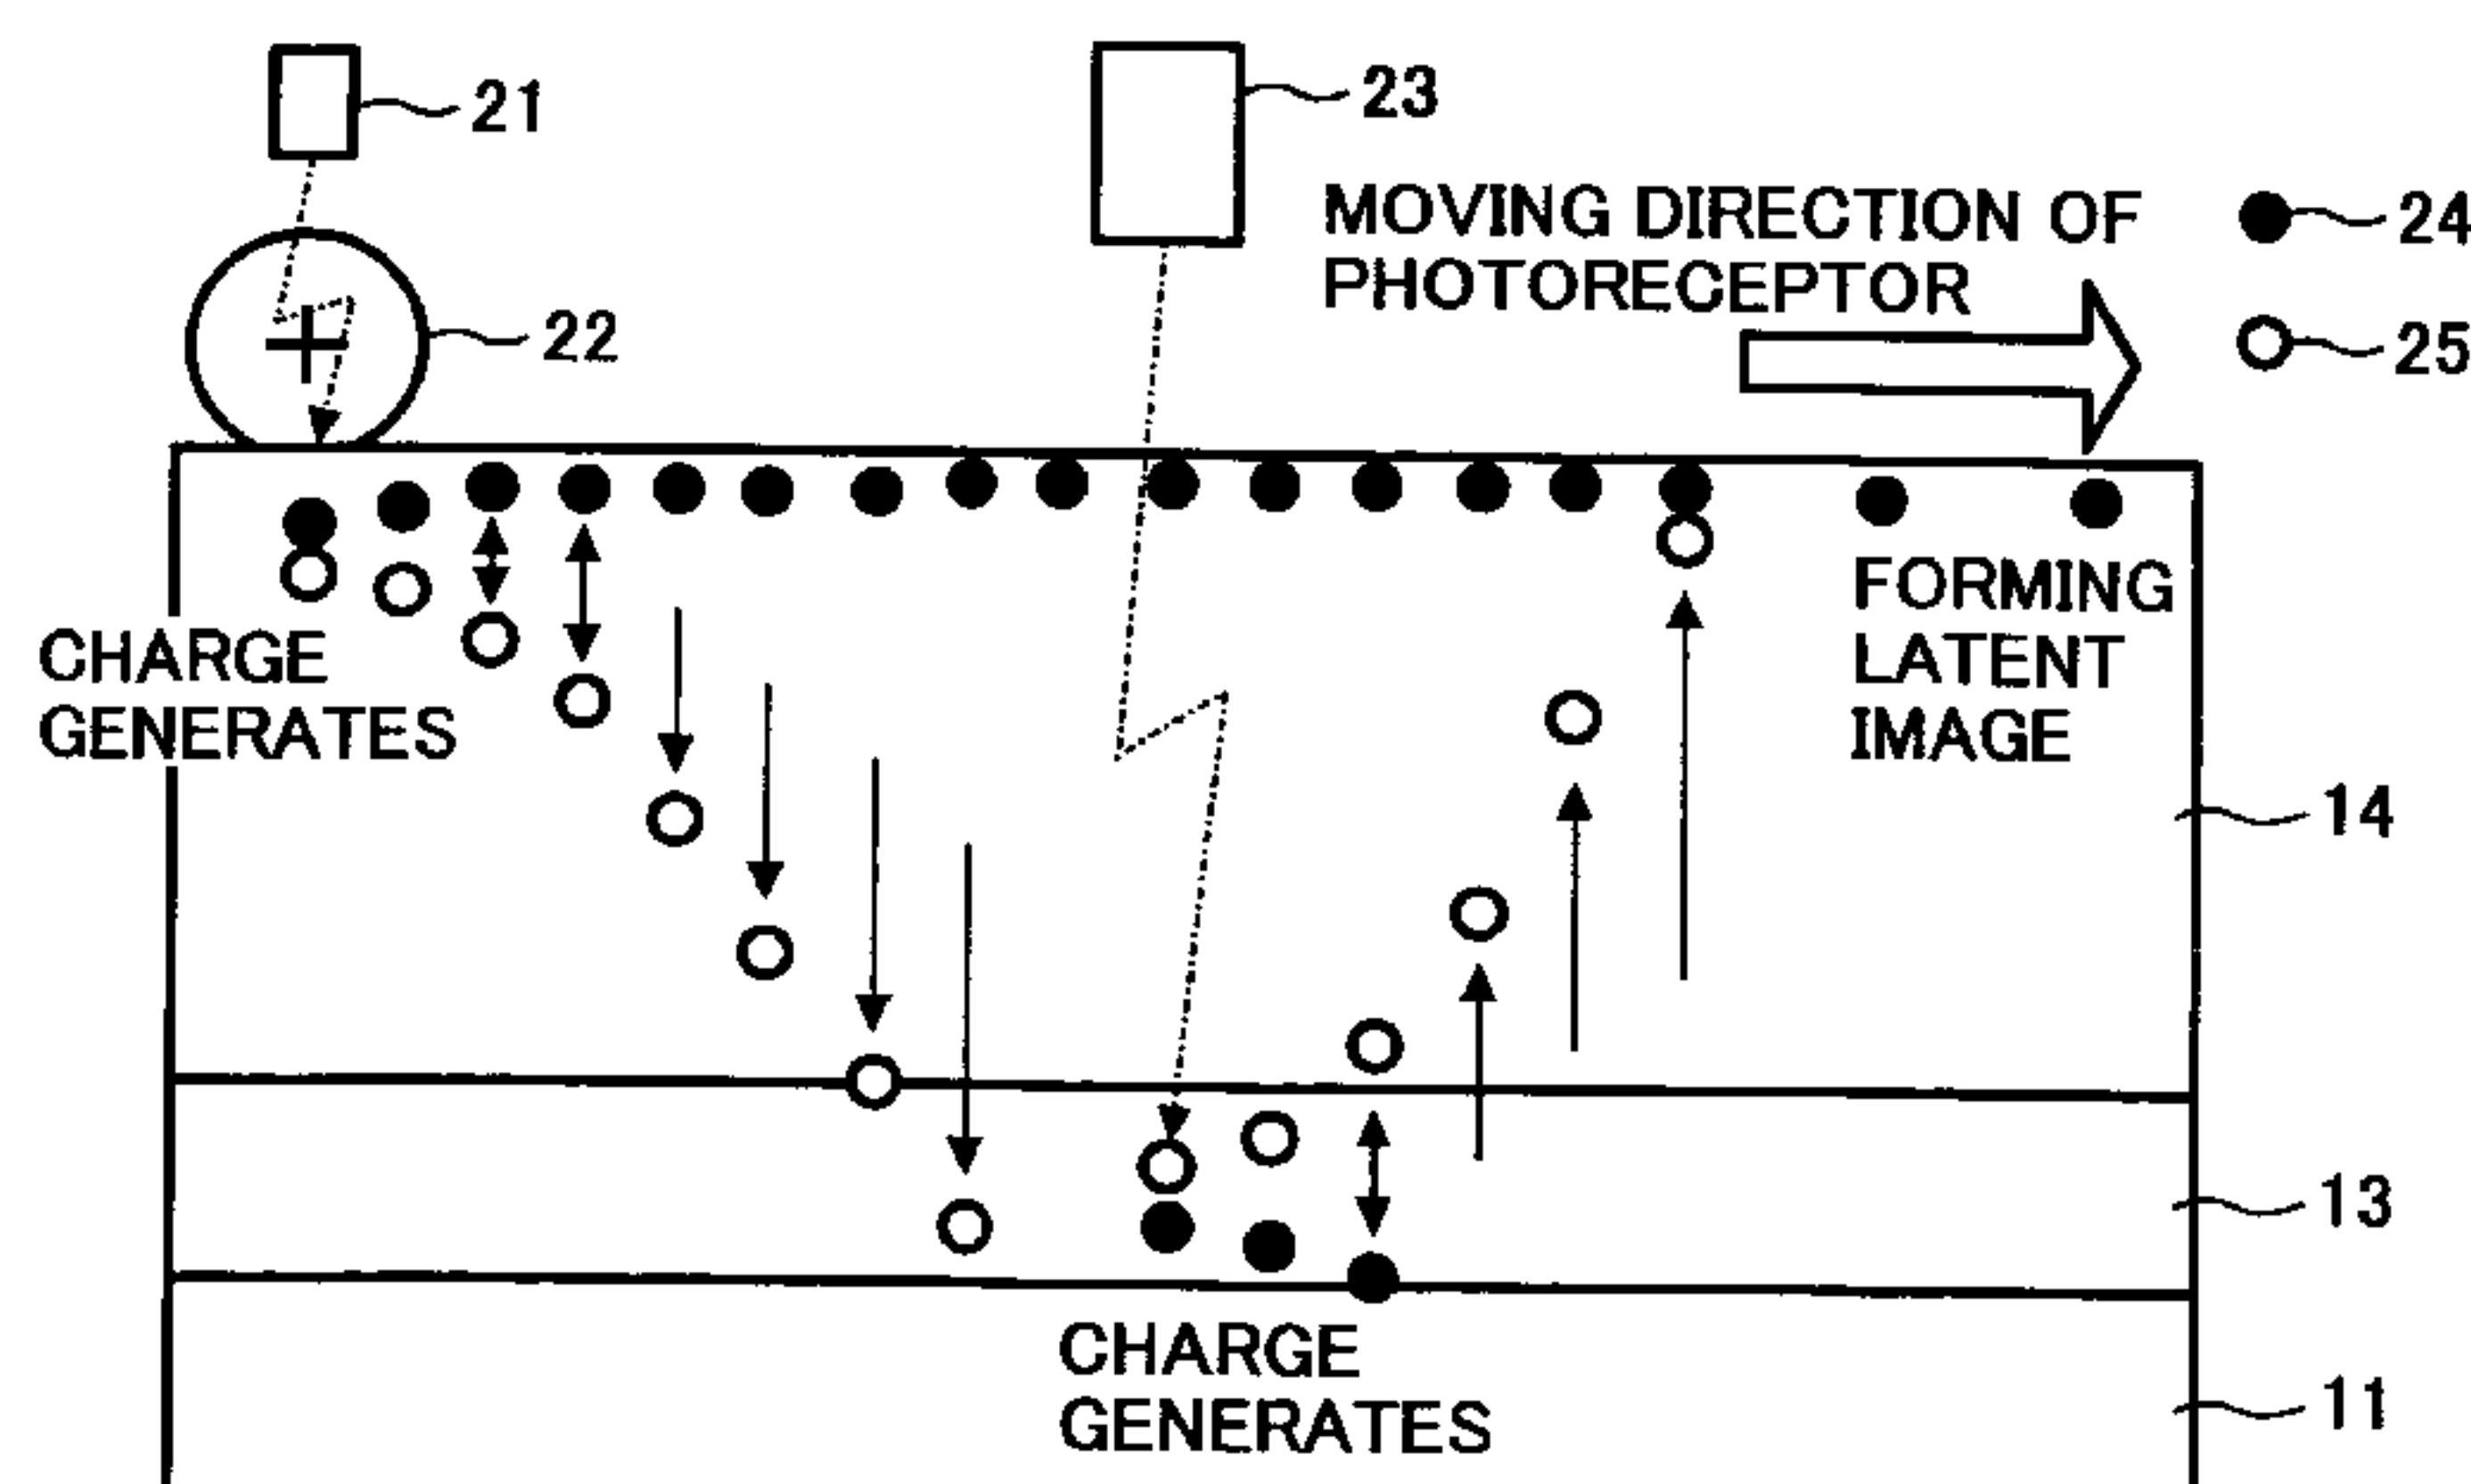 21
23
MOVING DIRECTION OF
PHOTORECEPTOR
24
22
25
CHARGE
GENERATES
FORMING
LATENT
IMAGE
14
13
CHARGE
GENERATES
11